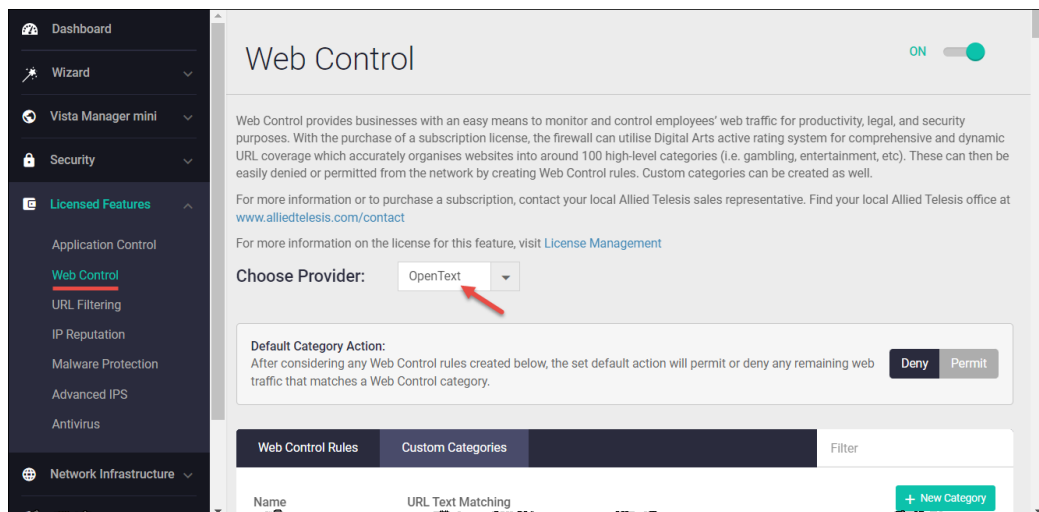 Dashboard
Wizard
Vista Manager mini
Security
Licensed Features
Application Control
Web Control
URL Filtering
IP Reputation
Malware Protection
Advanced IPS
Antivirus
Network Infrastructure
Web Control
ON
Web Control provides businesses with an easy means to monitor and control employees' web traffic for productivity, legal, and security
purposes. With the purchase of a subscription license, the firewall can utilise Digital Arts active rating system for comprehensive and dynamic
URL coverage which accurately organises websites into around 100 high-level categories (i.e. gambling, entertainment, etc). These can then be
easily denied or permitted from the network by creating Web Control rules. Custom categories can be created as well.
For more information or to purchase a subscription, contact your local Allied Telesis sales representative. Find your local Allied Telesis office at
www.alliedtelesis.com/contact
For more information on the license for this feature, visit License Management
Choose Provider: OpenText
Default Category Action:
After considering any Web Control rules created below, the set default action will permit or deny any remaining web
traffic that matches a Web Control category.
Deny Permit
Web Control Rules Custom Categories Filter
Name URL Text Matching + New Category